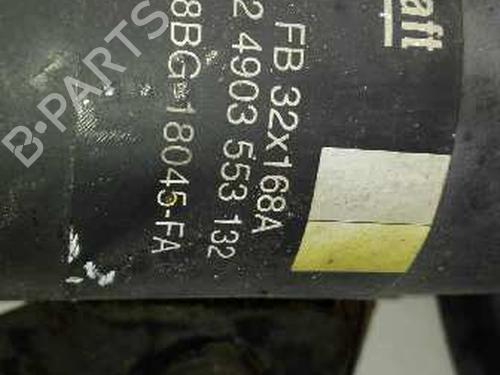 aft
FB 32x168A
2 4903 553 132
8BG-18045-FA
B-PARTS